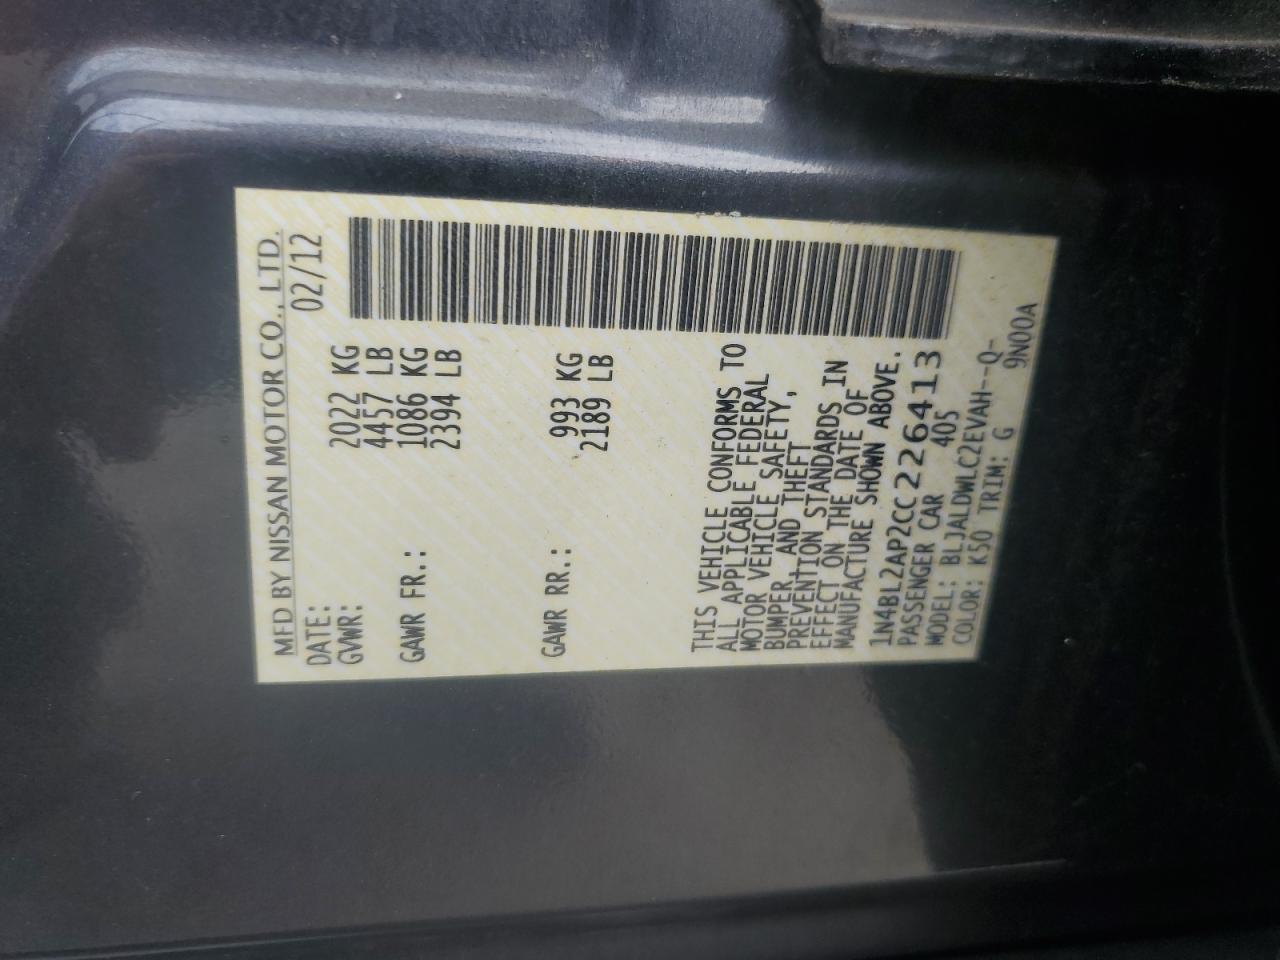 MFD BY NISSAN MOTOR CO., LTD.
DATE: 02/12
GVWR: 2022 KG
4457 LB
GAWR FR.: 1086 KG
2394 LB
GAWR RR.: 993 KG
2189 LB
THIS VEHICLE CONFORMS TO
ALL APPLICABLE FEDERAL
MOTOR VEHICLE SAFETY,
BUMPER, AND THEFT
PREVENTION STANDARDS IN
EFFECT ON THE DATE OF
MANUFACTURE SHOWN ABOVE.
1N4BL2AP2CC226413
PASSENGER CAR 405
MODEL: BLJALDWLC2EVAH--Q-
COLOR: K50 TRIM: G 9N00A